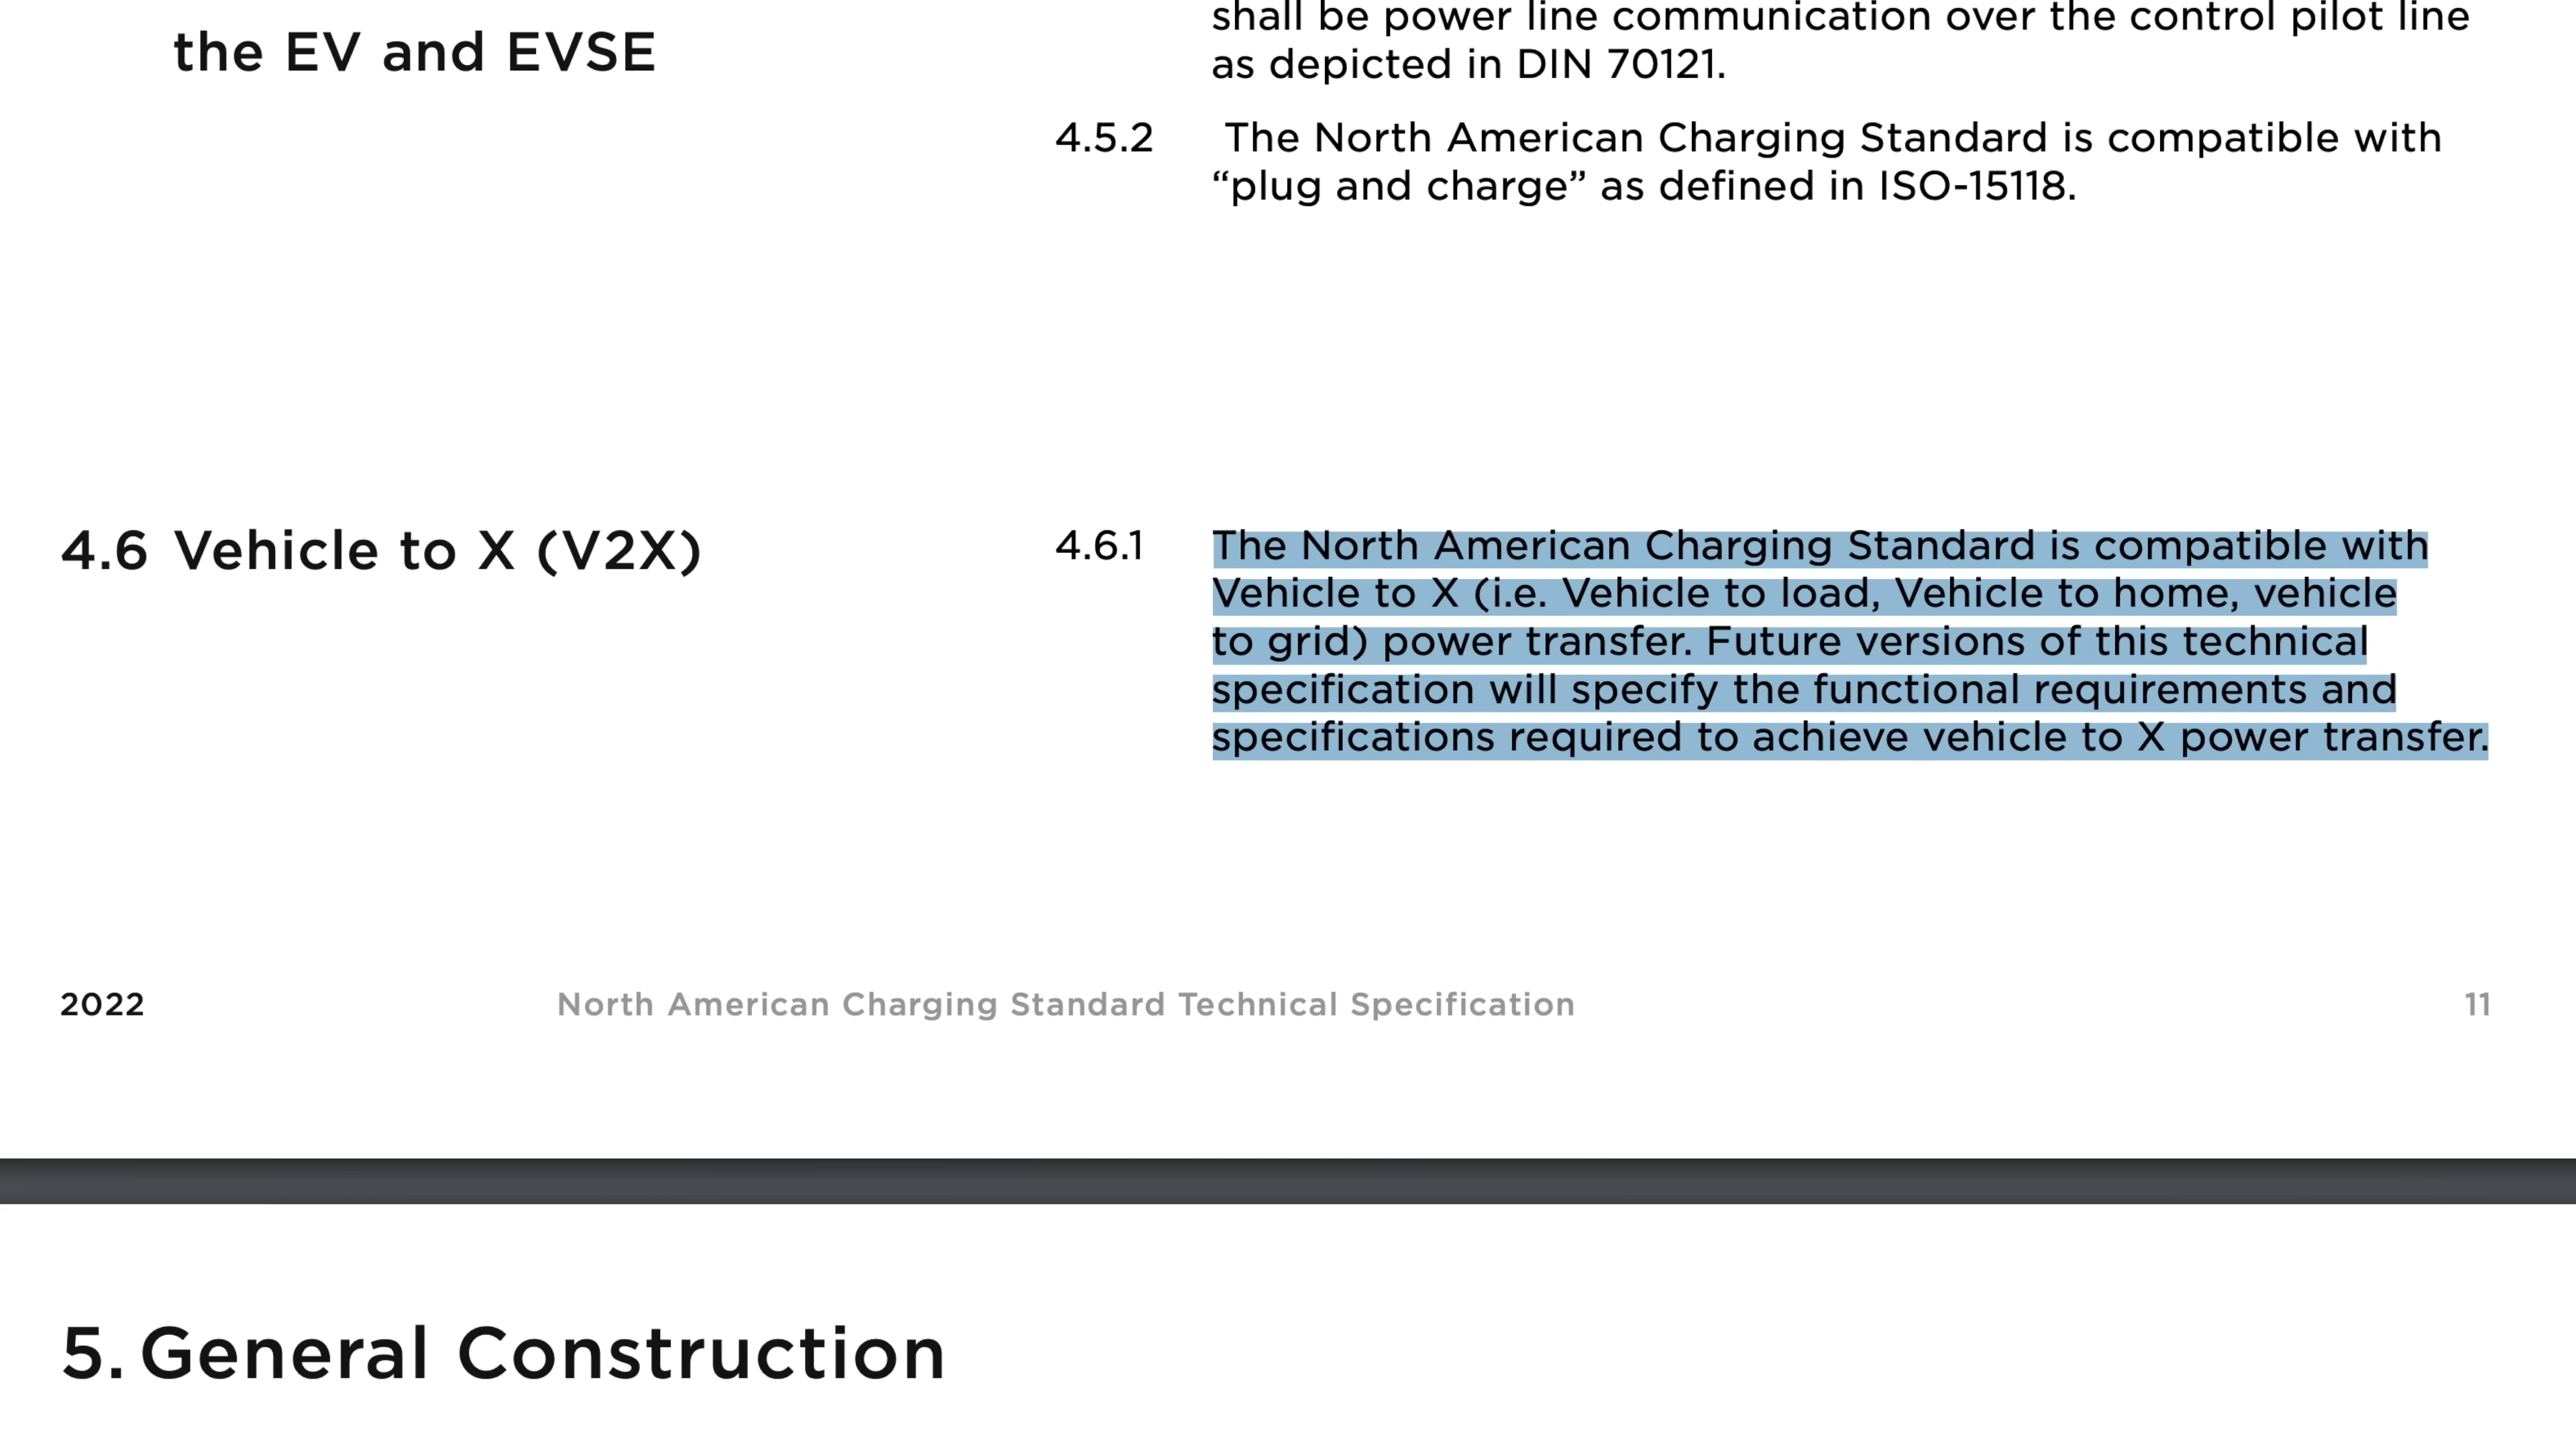 shall be power line communication over the control pilot line
the EV and EVSE
as depicted in DIN 70121.
4.5.2 The North American Charging Standard is compatible with
“plug and charge” as defined in ISO-15118.
4.6 Vehicle to X (V2X)
4.6.1 The North American Charging Standard is compatible with
Vehicle to X (i.e. Vehicle to load, Vehicle to home, vehicle
to grid) power transfer. Future versions of this technical
specification will specify the functional requirements and
specifications required to achieve vehicle to X power transfer.
2022 North American Charging Standard Technical Specification 11
5. General Construction